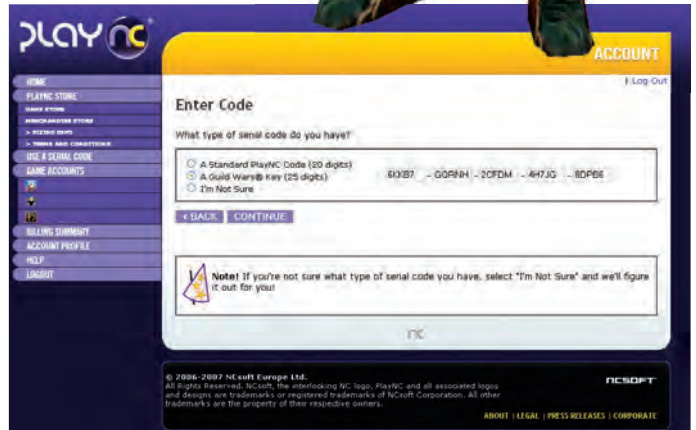 PLAY NC
ACCOUNT
Log Out
HOME
PLAYNC STORE
GAME STORE
MERCHANDISE STORE
> BILLING INFO
> TERMS AND CONDITIONS
USE A SERIAL CODE
GAME ACCOUNTS
BILLING SUMMARY
ACCOUNT PROFILE
HELP
LOGOUT
Enter Code
What type of serial code do you have?
A Standard PlayNC Code (20 digits)
A Guild Wars® Key (25 digits)
I'm Not Sure
- 4H7JG
< BACK CONTINUE
Note! If you're not sure what type of serial code you have, select "I'm Not Sure" and we'll figure
it out for you!
nc
© 2006-2007 NCsoft Europe Ltd.
All Rights Reserved. NCsoft, the interlocking NC logo, PlayNC and all associated logos
and designs are trademarks or registered trademarks of NCsoft Corporation. All other
trademarks are the property of their respective owners.
NCSOFT
ABOUT | LEGAL | PRESS RELEASES | CORPORATE